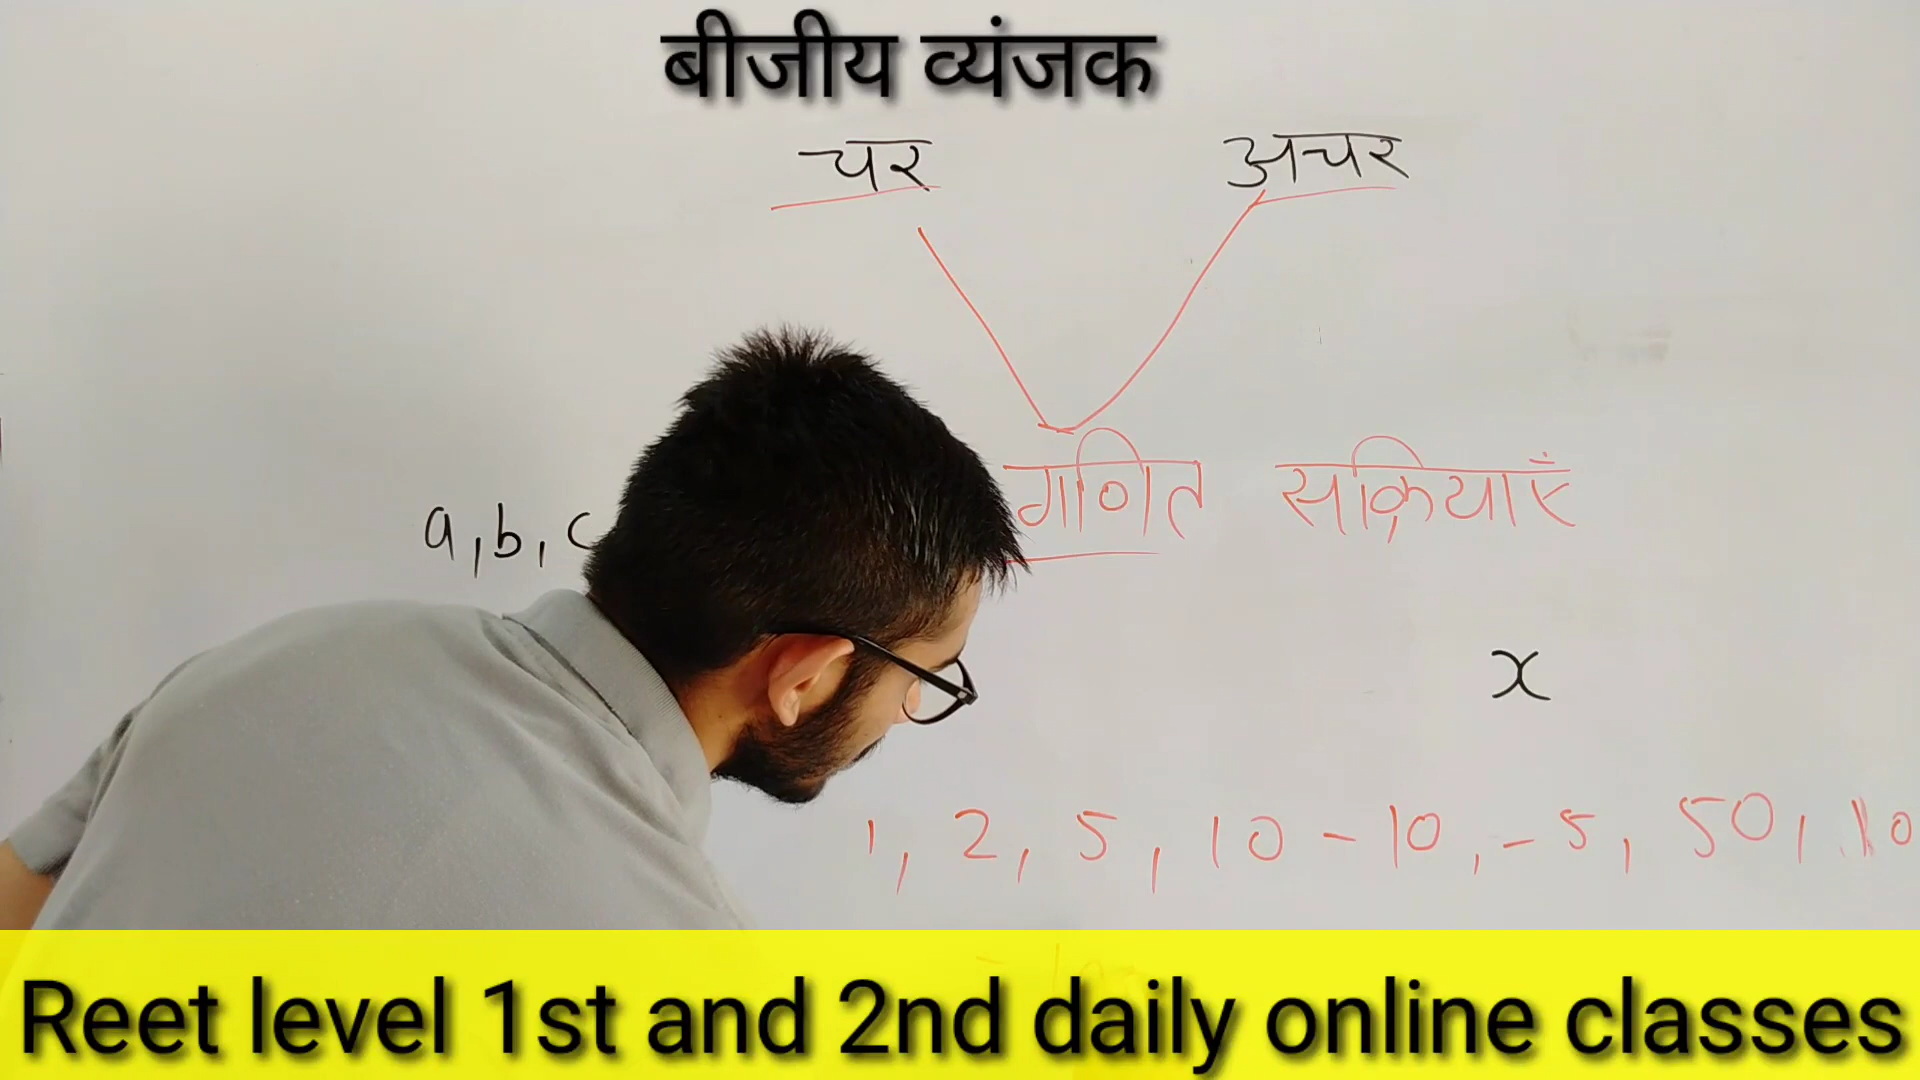 बीजीय व्यंजक
चर अचर
गणित सक्रियाएँ
a, b, c
x
1, 2, 5, 10 - 10, - 5, 50, 10
Reet level 1st and 2nd daily online classes